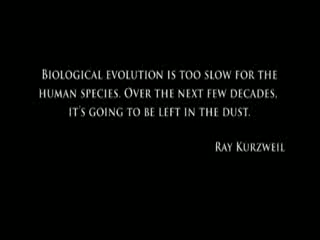 Biological evolution is too slow for the
human species. Over the next few decades,
it's going to be left in the dust.
Ray Kurzweil